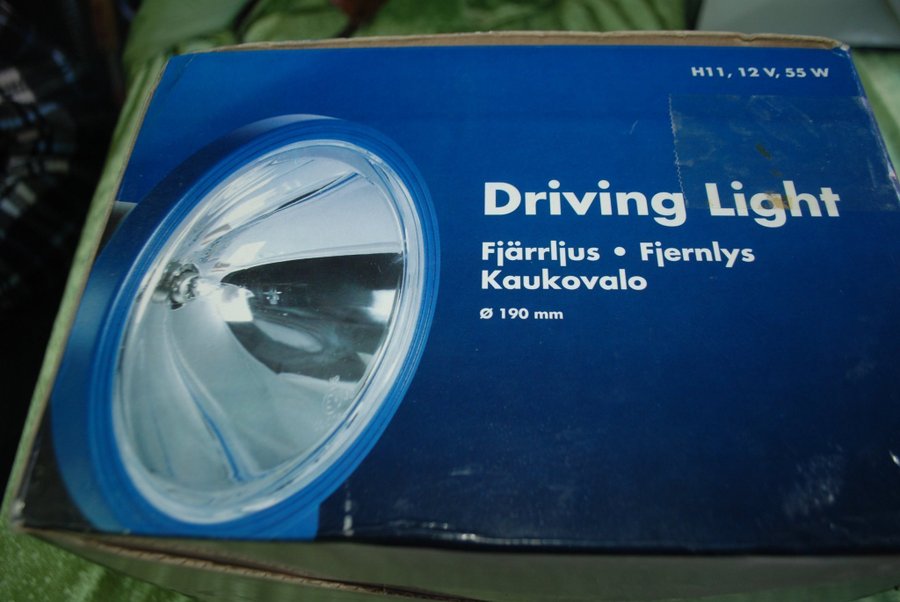 H11, 12 V, 55 W
Driving Light
Fjärrljus • Fjernlys
Kaukovalo
Ø 190 mm